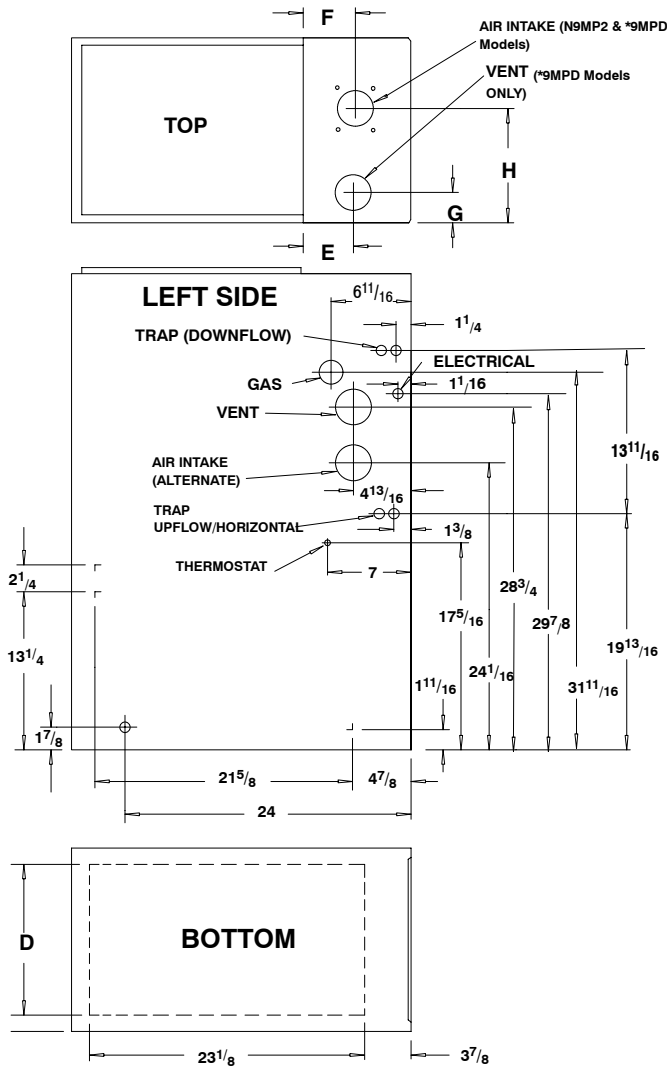 F
AIR INTAKE (N9MP2 & *9MPD
Models)
VENT (*9MPD Models
ONLY)
TOP
H
G
E
LEFT SIDE
6 11/16
TRAP (DOWNFLOW)
1 1/4
GAS
ELECTRICAL
1 1/16
VENT
13 11/16
AIR INTAKE
(ALTERNATE)
4 13/16
TRAP
UPFLOW/HORIZONTAL
1 3/8
THERMOSTAT
7
2 1/4
28 3/4
17 5/16
29 7/8
19 13/16
13 1/4
24 1/16
31 11/16
1 11/16
1 7/8
21 5/8
4 7/8
24
D
BOTTOM
23 1/8
3 7/8